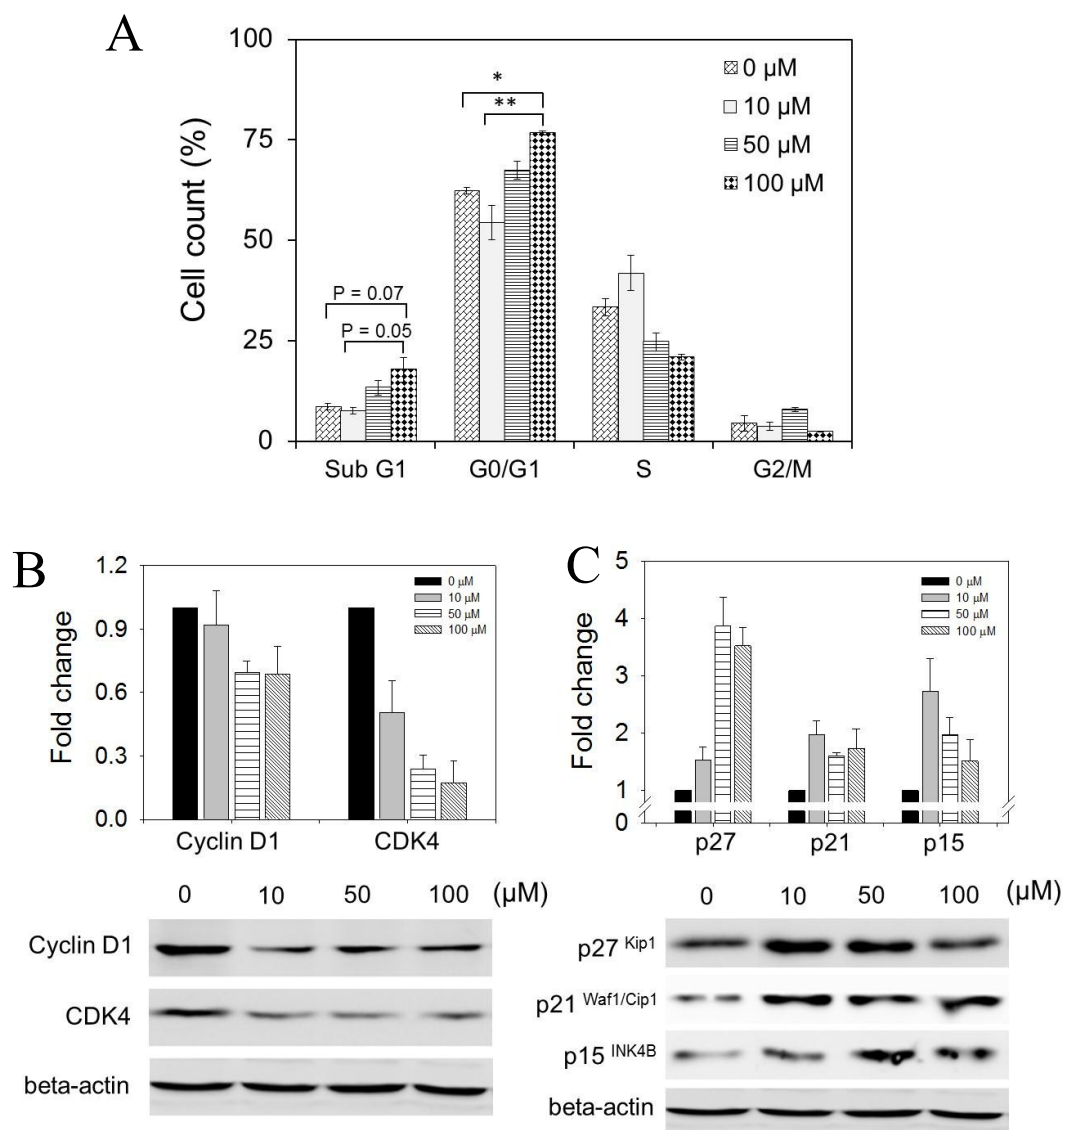 A
100
75
50
25
0
Cell count (%)
*
**
P = 0.07
P = 0.05
0 µM
10 µM
50 µM
100 µM
Sub G1 G0/G1 S G2/M
B
1.2
0.9
0.6
0.3
0.0
Fold change
0 µM
10 µM
50 µM
100 µM
Cyclin D1 CDK4
C
5
4
3
2
1
0
Fold change
0 µM
10 µM
50 µM
100 µM
p27 p21 p15
0 10 50 100 (µM)
Cyclin D1
CDK4
beta-actin
0 10 50 100 (µM)
p27 Kip1
p21 Waf1/Cip1
p15 INK4B
beta-actin